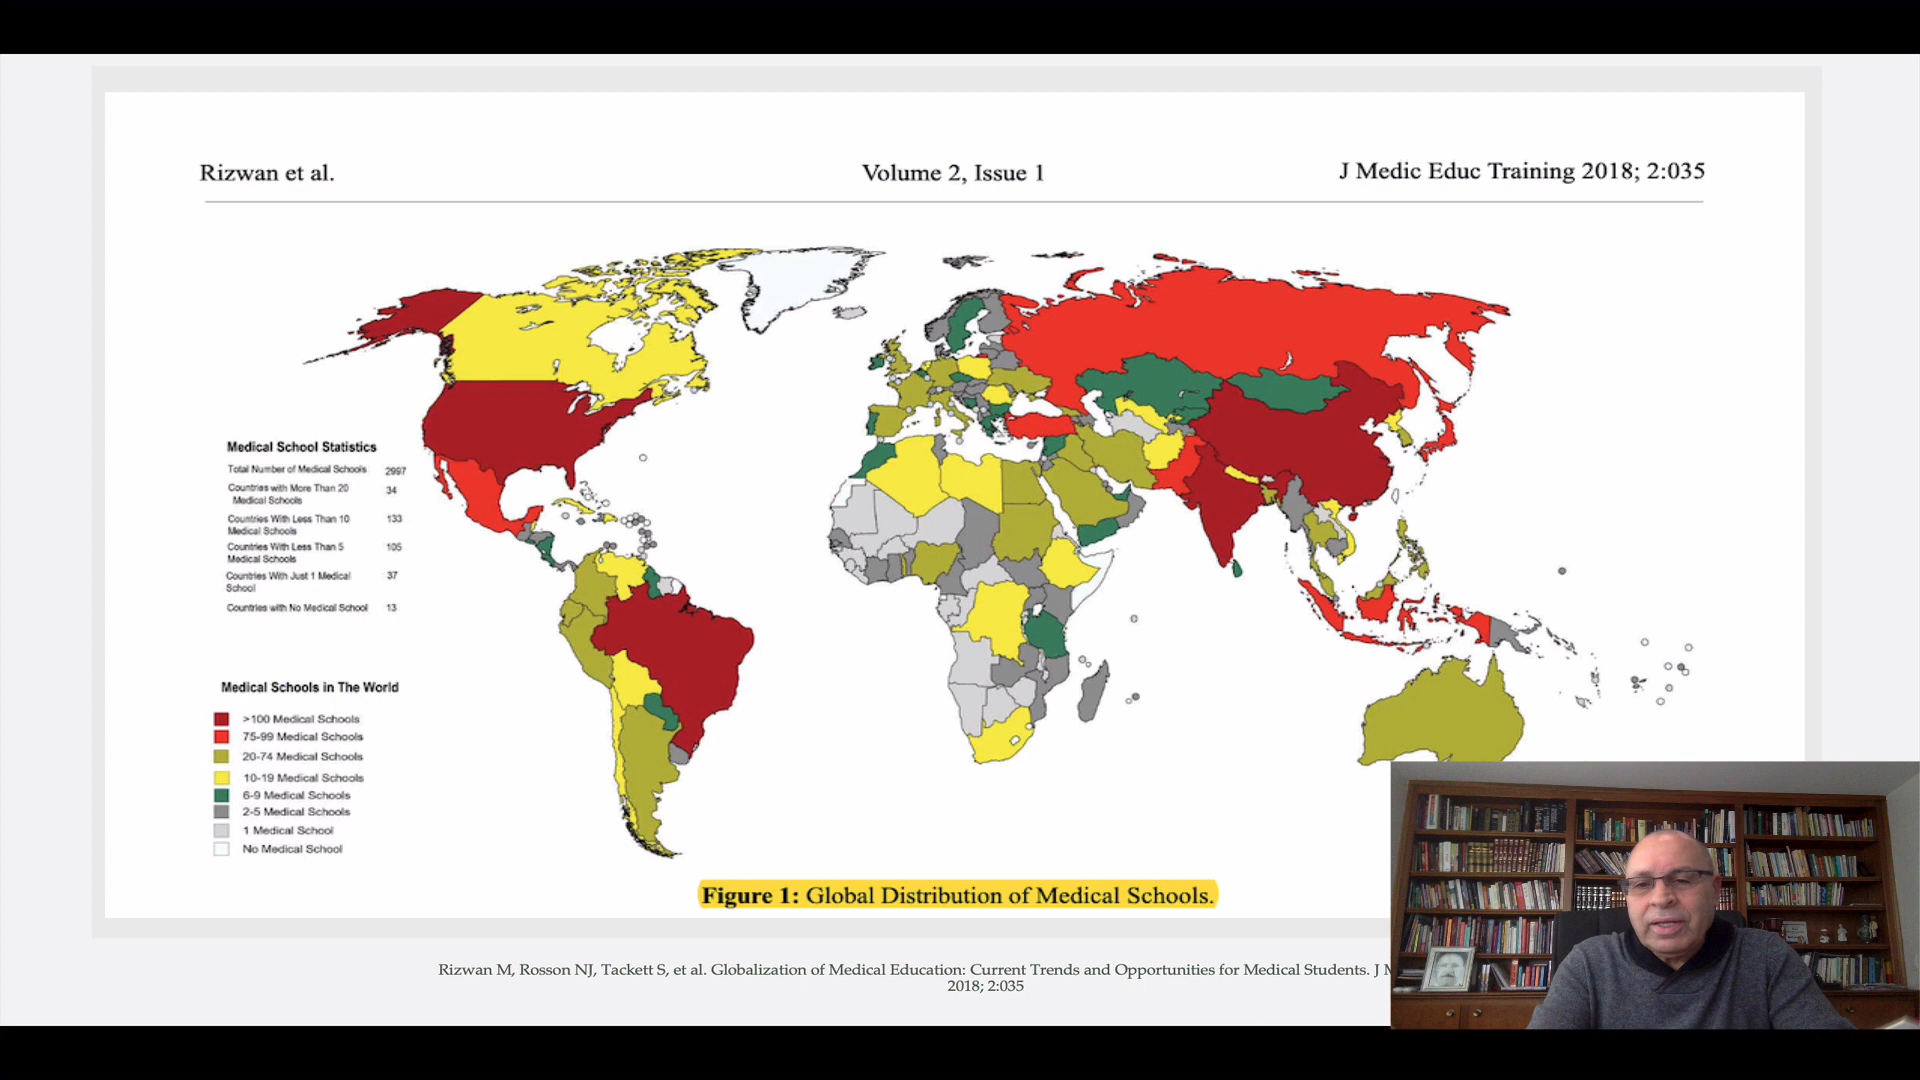 Rizwan et al.
Volume 2, Issue 1
J Medic Educ Training 2018; 2:035
Medical School Statistics
Total Number of Medical Schools 2997
Countries with More Than 20
Medical Schools 34
Countries With Less Than 10
Medical Schools 133
Countries With Less Than 5
Medical Schools 105
Countries With Just 1 Medical
School 37
Countries with No Medical School 13
Medical Schools in The World
>100 Medical Schools
75-99 Medical Schools
20-74 Medical Schools
10-19 Medical Schools
6-9 Medical Schools
2-5 Medical Schools
1 Medical School
No Medical School
Figure 1: Global Distribution of Medical Schools.
Rizwan M, Rosson NJ, Tackett S, et al. Globalization of Medical Education: Current Trends and Opportunities for Medical Students. J
2018; 2:035